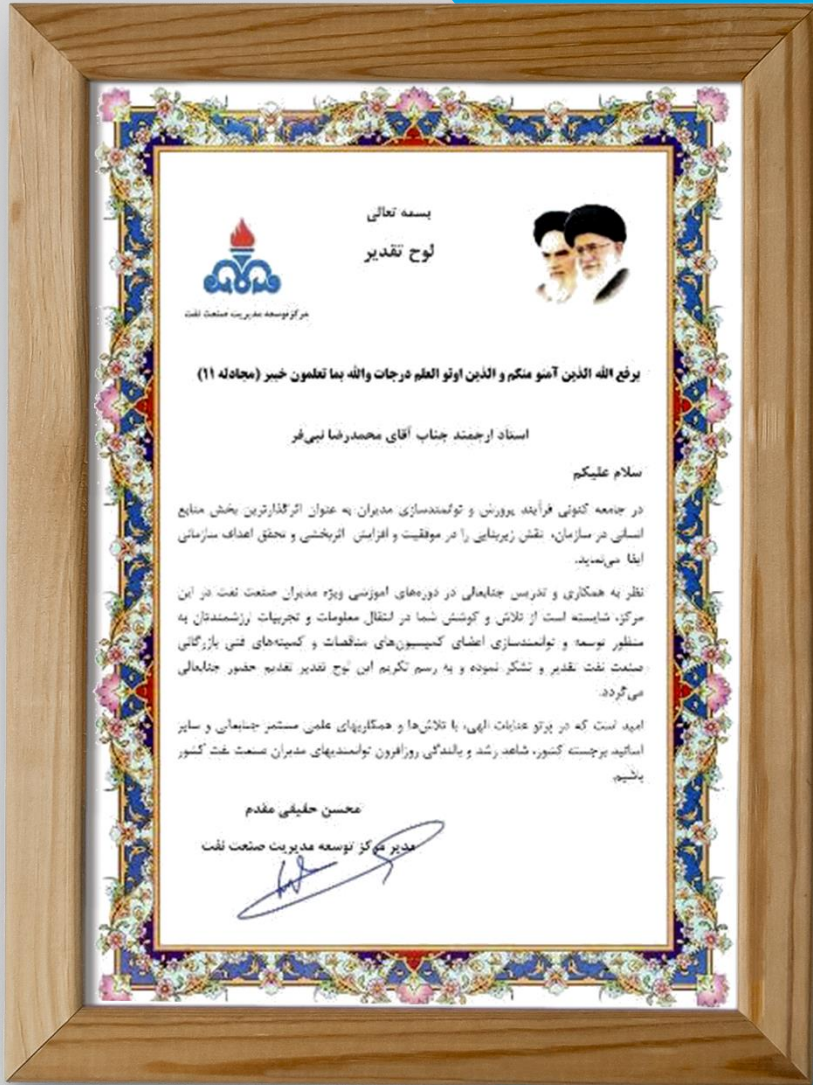 بسمه تعالی
لوح تقدیر
مرکز توسعه مدیریت صنعت نفت
یرفع الله الذین آمنو منکم و الذین اوتو العلم درجات والله بما تعلمون خبیر (مجادله ۱۱)
استاد ارجمند جناب آقای محمدرضا نبی‌فر
سلام علیکم
در جامعه کنونی فرآیند پرورش و توانمندسازی مدیران به عنوان اثرگذارترین بخش منابع
انسانی در سازمان، نقش زیربنایی را در موفقیت و افزایش اثربخشی و تحقق اهداف سازمانی
ایفا می‌نماید.
نظر به همکاری و تدریس جنابعالی در دوره‌های آموزشی ویژه مدیران صنعت نفت در این
مرکز، شایسته است از تلاش و کوشش شما در انتقال معلومات و تجربیات ارزشمندتان به
منظور توسعه و توانمندسازی اعضای کمیسیون‌های مناقصات و کمیته‌های فنی بازرگانی
صنعت نفت تقدیر و تشکر نموده و به رسم تکریم این لوح تقدیر تقدیم حضور جنابعالی
می‌گردد.
امید است که در پرتو عنایات الهی، با تلاش‌ها و همکاریهای علمی مستمر جنابعالی و سایر
اساتید برجسته کشور، شاهد رشد و بالندگی روزافزون توانمندیهای مدیران صنعت نفت کشور
باشیم.
محسن حقیقی مقدم
مدیر مرکز توسعه مدیریت صنعت نفت